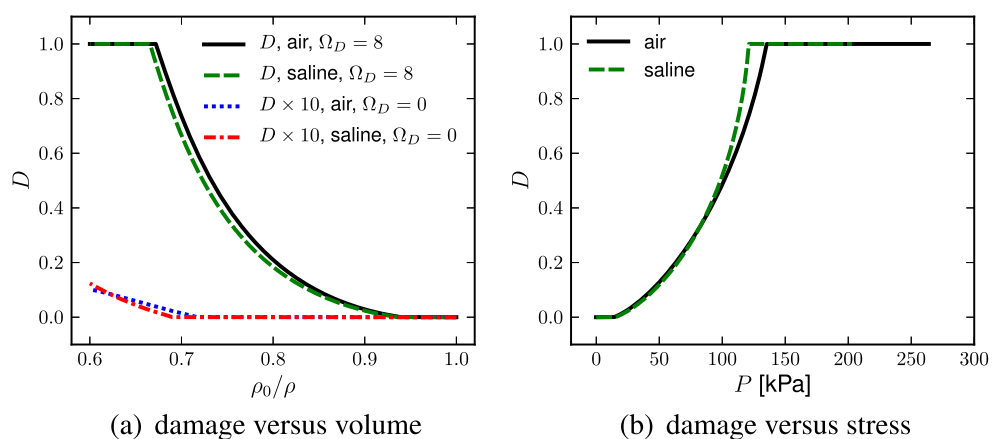 1.0
0.8
0.6
0.4
0.2
0.0
D
D, air, Ω_D = 8
D, saline, Ω_D = 8
D × 10, air, Ω_D = 0
D × 10, saline, Ω_D = 0
0.6 0.7 0.8 0.9 1.0
ρ₀/ρ
(a) damage versus volume
1.0
0.8
0.6
0.4
0.2
0.0
D
air
saline
0 50 100 150 200 250 300
P [kPa]
(b) damage versus stress